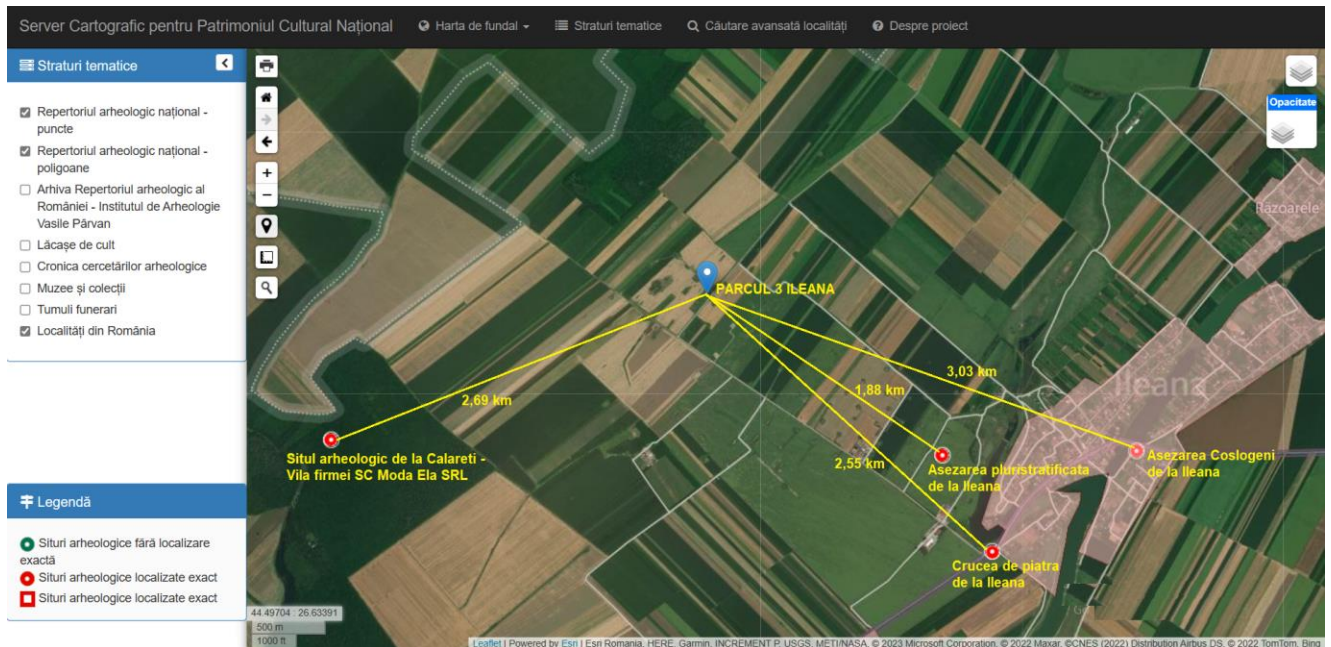 Server Cartografic pentru Patrimoniul Cultural Național
Harta de fundal
Straturi tematice
Căutare avansată localități
Despre proiect
Straturi tematice
Repertoriul arheologic național -
puncte
Repertoriul arheologic național -
poligoane
Arhiva Repertoriul arheologic al
României - Institutul de Arheologie
Vasile Pârvan
Lăcașe de cult
Cronica cercetărilor arheologice
Muzee și colecții
Tumuli funerari
Localități din România
Opacitate
Răzoarele
PARCUL 3 ILEANA
2,69 km
3,03 km
1,88 km
2,55 km
Ileana
Situl arheologic de la Calareti -
Vila firmei SC Moda Ela SRL
Asezarea pluristratificata
de la Ileana
Asezarea Coslogeni
de la Ileana
Crucea de piatra
de la Ileana
Legendă
Situri arheologice fără localizare
exactă
Situri arheologice localizate exact
Situri arheologice localizate exact
44.49704 : 26.63391
500 m
1000 ft
Leaflet | Powered by Esri | Esri Romania, HERE, Garmin, INCREMENT P, USGS, METI/NASA, © 2023 Microsoft Corporation, © 2022 Maxar, ©CNES (2022) Distribution Airbus DS, © 2022 TomTom, Bing